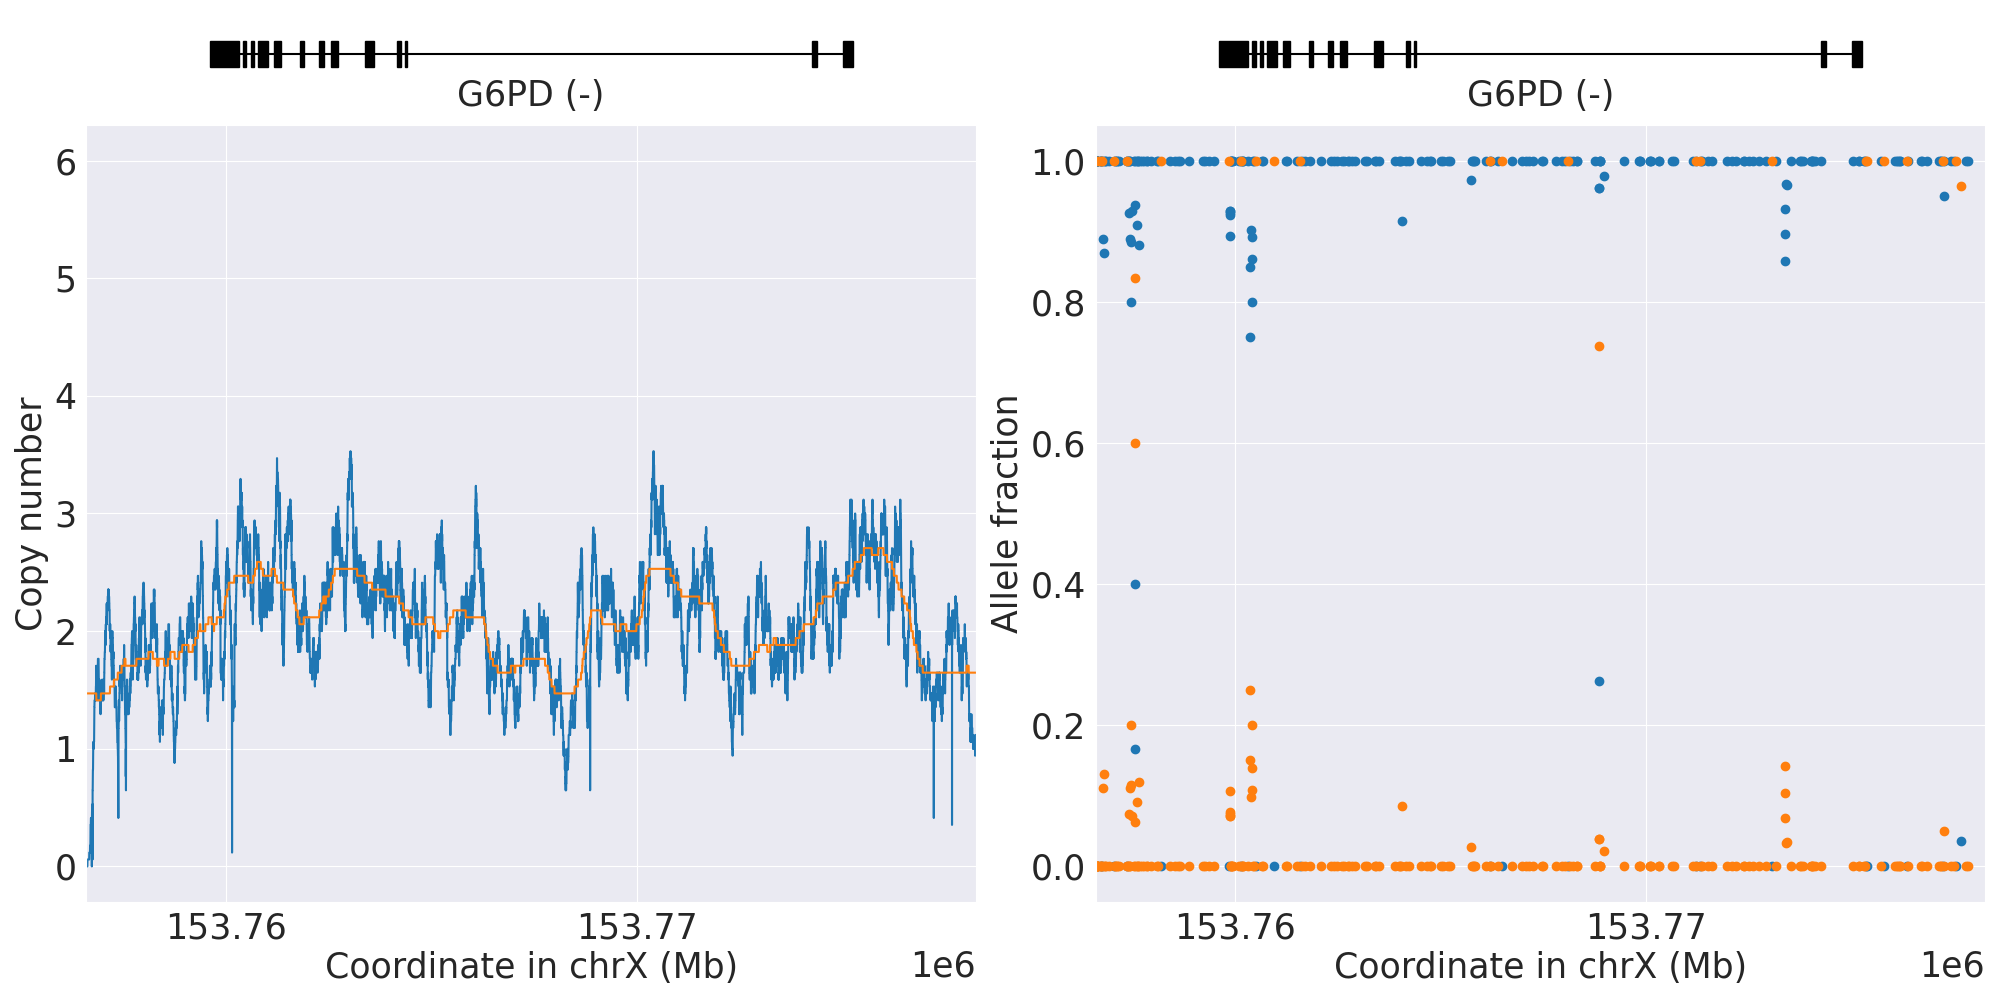 G6PD (-)
G6PD (-)
6
5
4
3
2
1
0
Copy number
153.76
153.77
Coordinate in chrX (Mb)
1e6
1.0
0.8
0.6
0.4
0.2
0.0
Allele fraction
153.76
153.77
Coordinate in chrX (Mb)
1e6